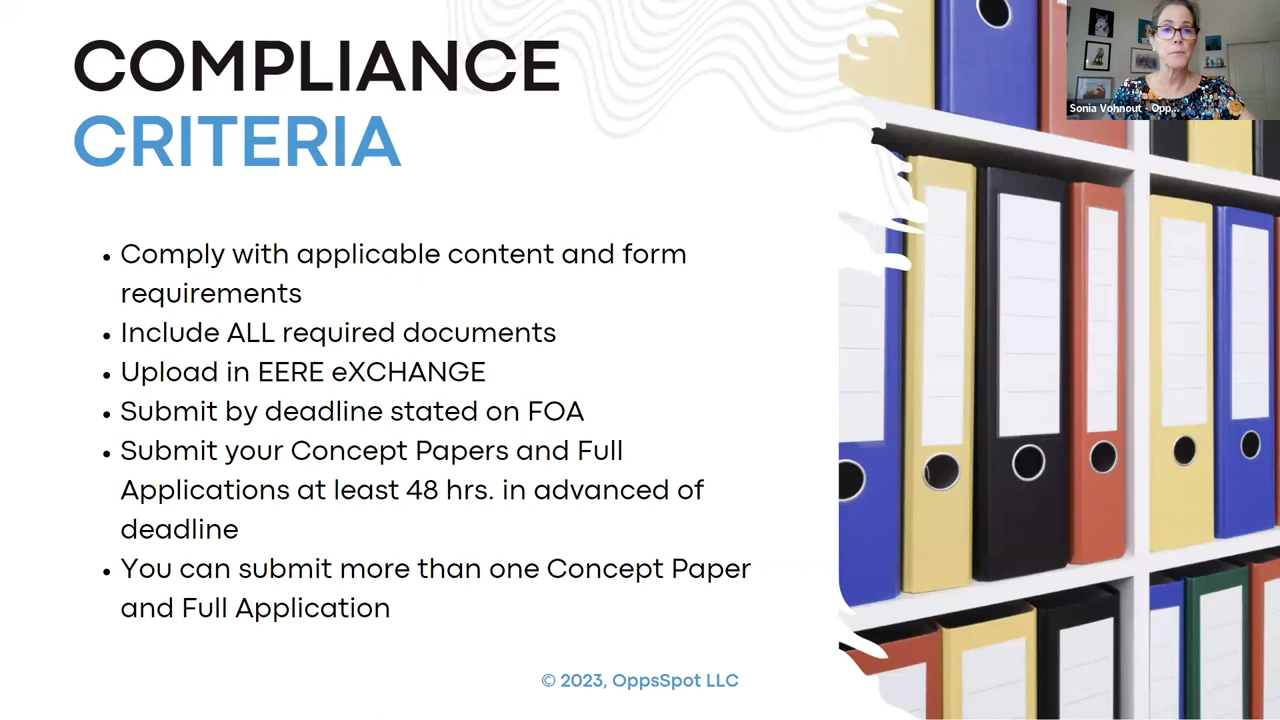 COMPLIANCE
CRITERIA
Sonia Vohnout - Opp...
• Comply with applicable content and form
requirements
• Include ALL required documents
• Upload in EERE eXCHANGE
• Submit by deadline stated on FOA
• Submit your Concept Papers and Full
Applications at least 48 hrs. in advanced of
deadline
• You can submit more than one Concept Paper
and Full Application
© 2023, OppsSpot LLC